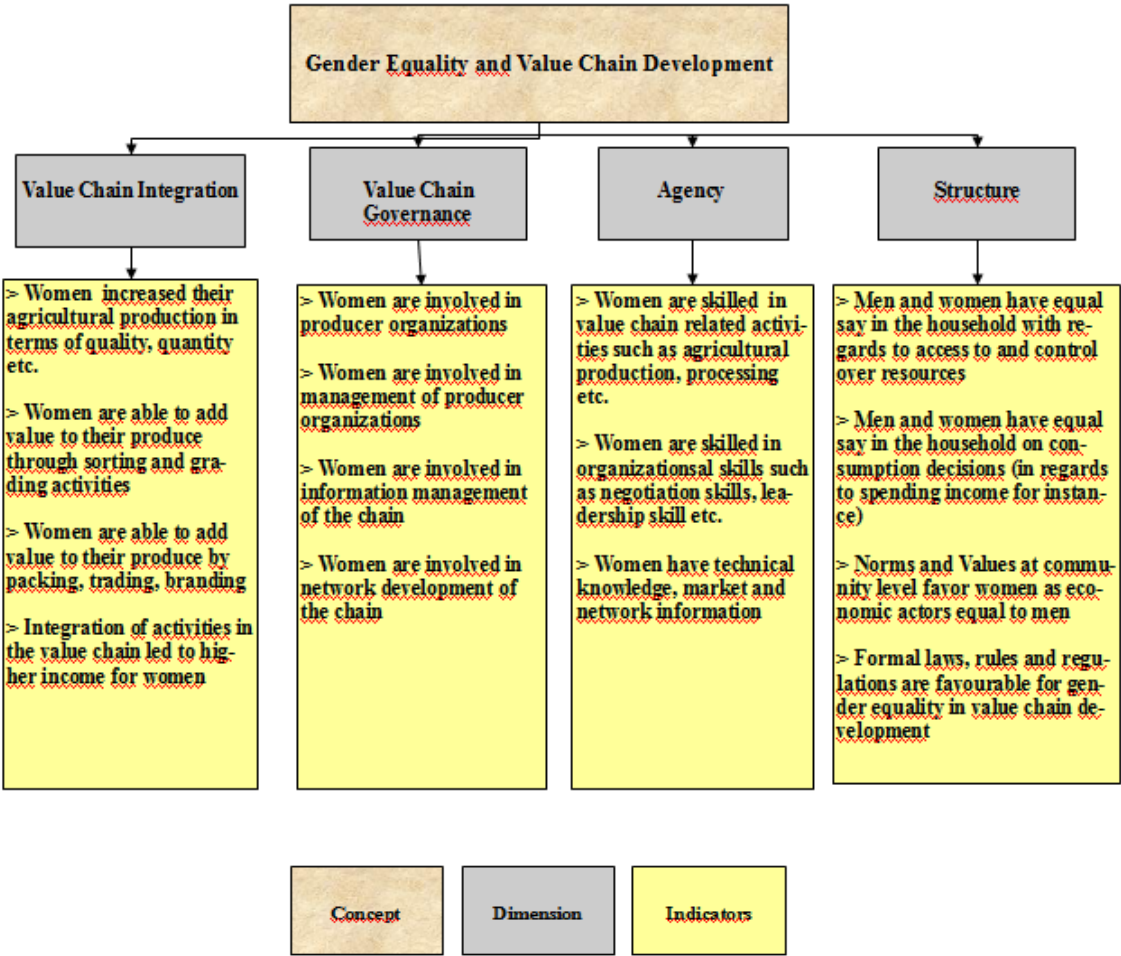 Gender Equality and Value Chain Development
Value Chain Integration
Value Chain
Governance
Agency
Structure
> Women increased their
agricultural production in
terms of quality, quantity
etc.
> Women are able to add
value to their produce
through sorting and gra-
ding activities
> Women are able to add
value to their produce by
packing, trading, branding
> Integration of activities in
the value chain led to hig-
her income for women
> Women are involved in
producer organizations
> Women are involved in
management of producer
organizations
> Women are involved in
information management
of the chain
> Women are involved in
network development of
the chain
> Women are skilled in
value chain related activi-
ties such as agricultural
production, processing
etc.
> Women are skilled in
organizationsal skills such
as negotiation skills, lea-
dership skill etc.
> Women have technical
knowledge, market and
network information
> Men and women have equal
say in the household with re-
gards to access to and control
over resources
> Men and women have equal
say in the household on con-
sumption decisions (in regards
to spending income for instan-
ce)
> Norms and Values at commu-
nity level favor women as eco-
nomic actors equal to men
> Formal laws, rules and regu-
lations are favourable for gen-
der equality in value chain de-
velopment
Concept
Dimension
Indicators